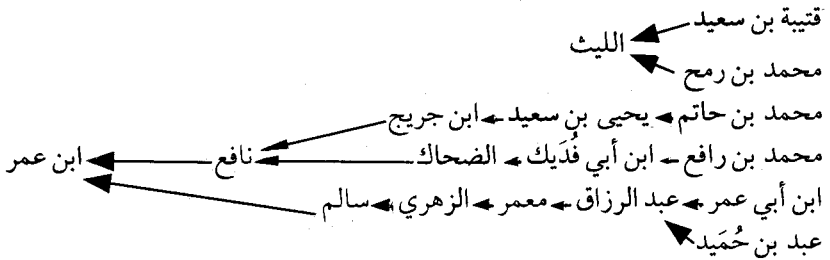 قتيبة بن سعيد
الليث
محمد بن رمح
محمد بن حاتم يحيى بن سعيد ابن جريج
محمد بن رافع ابن أبي فُدَيك الضحاك نافع ابن عمر
ابن أبي عمر عبد الرزاق معمر الزهري سالم
عبد بن حُمَيد